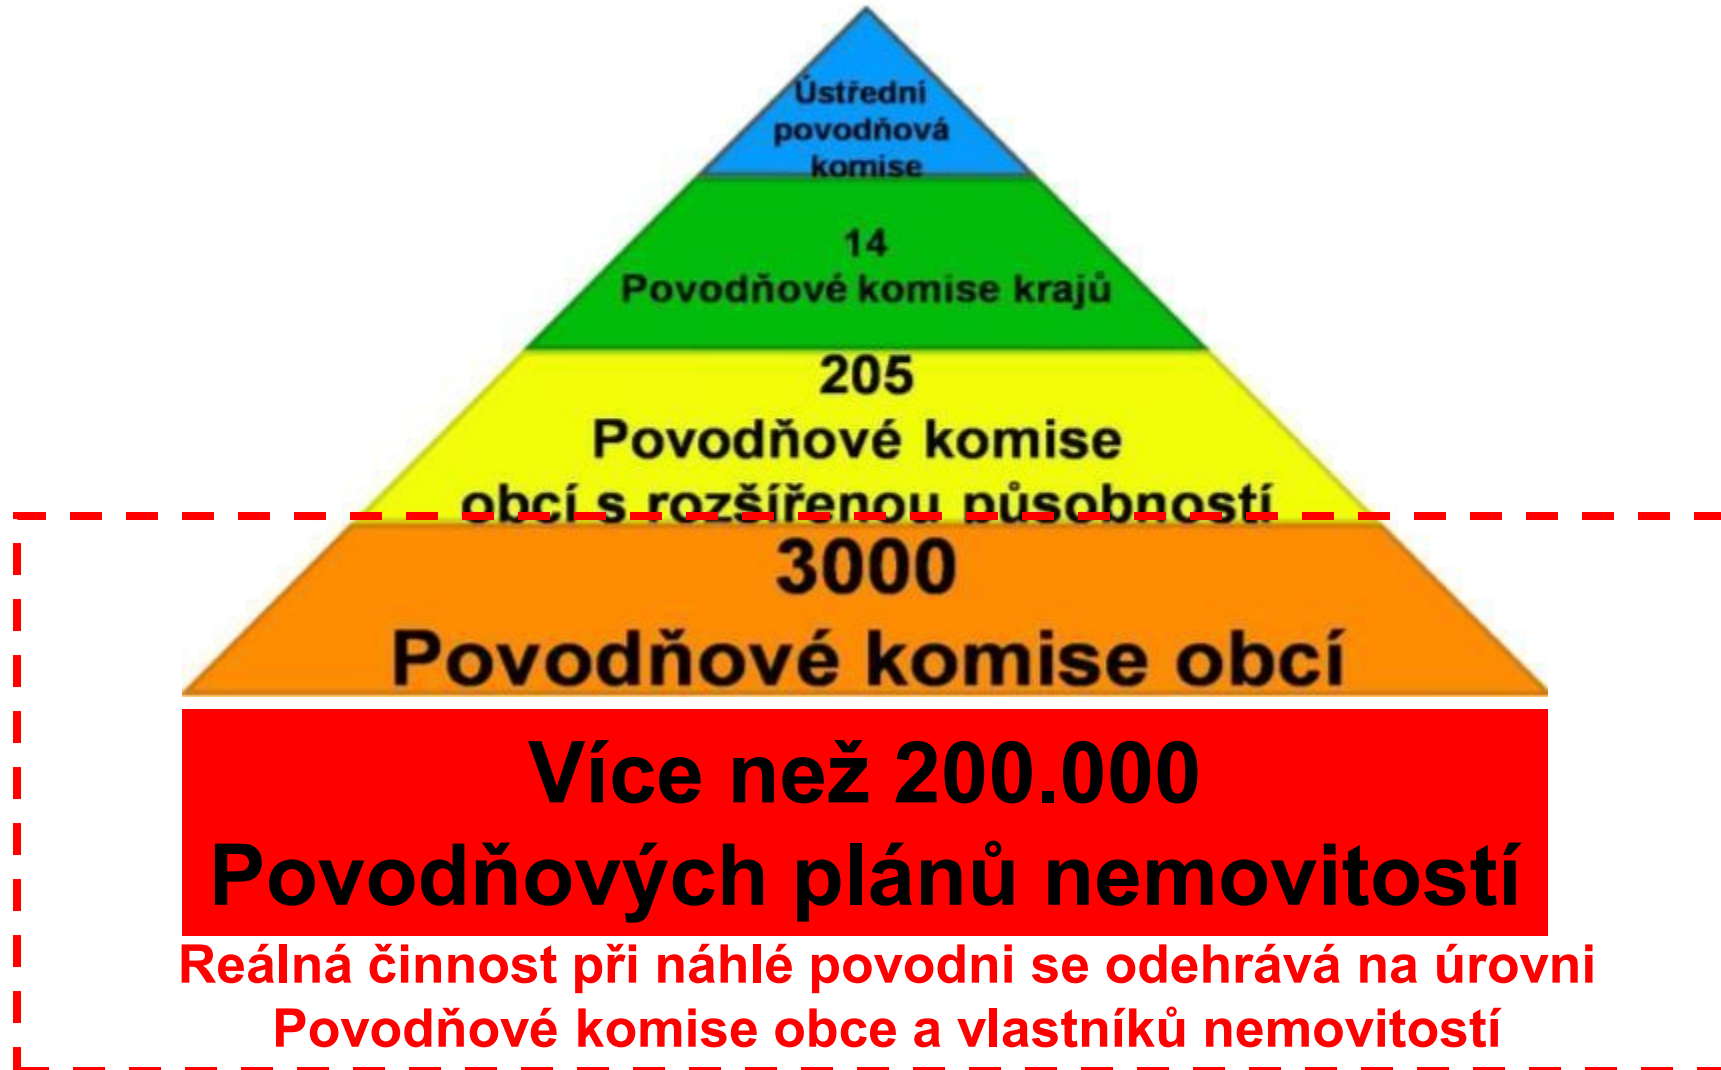 Ústřední
povodňová
komise
14
Povodňové komise krajů
205
Povodňové komise
obcí s rozšířenou působností
3000
Povodňové komise obcí
Více než 200.000
Povodňových plánů nemovitostí
Reálná činnost při náhlé povodni se odehrává na úrovni
Povodňové komise obce a vlastníků nemovitostí